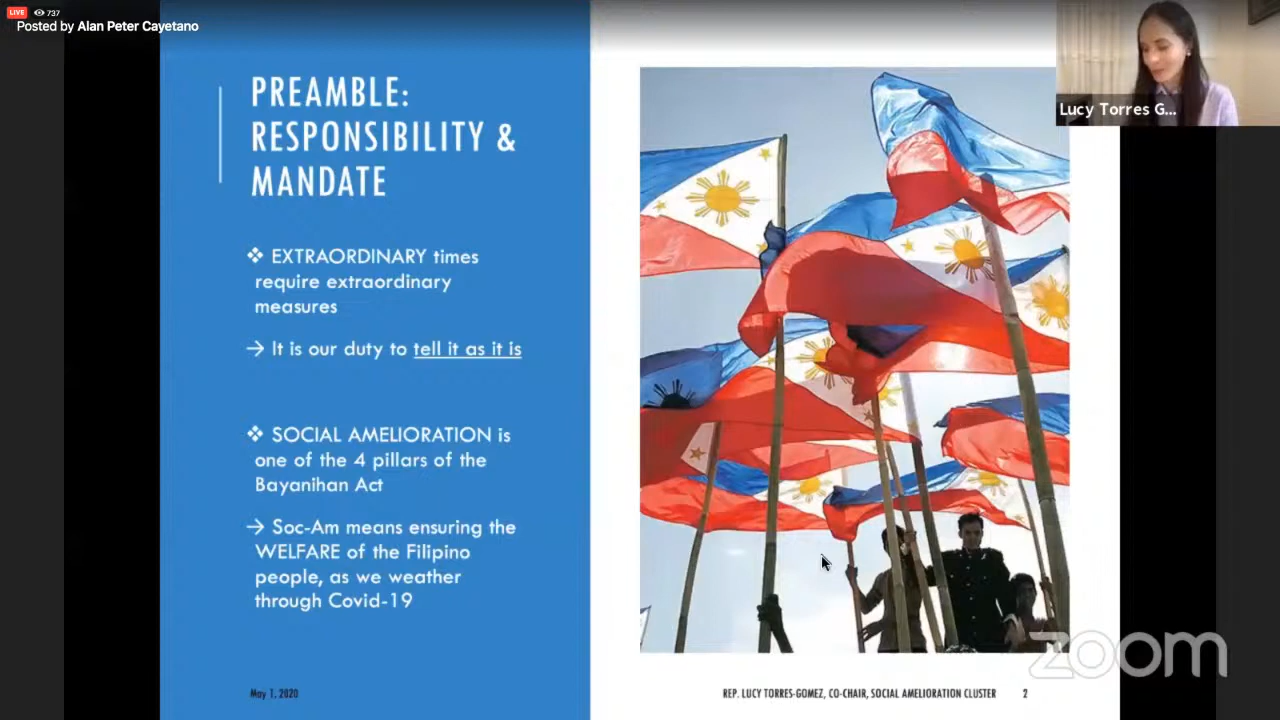 LIVE 737
Posted by Alan Peter Cayetano
Lucy Torres G...
PREAMBLE:
RESPONSIBILITY &
MANDATE
❖ EXTRAORDINARY times
require extraordinary
measures
→ It is our duty to tell it as it is
❖ SOCIAL AMELIORATION is
one of the 4 pillars of the
Bayanihan Act
→ Soc-Am means ensuring the
WELFARE of the Filipino
people, as we weather
through Covid-19
May 1, 2020
REP. LUCY TORRES-GOMEZ, CO-CHAIR, SOCIAL AMELIORATION CLUSTER 2
zoom